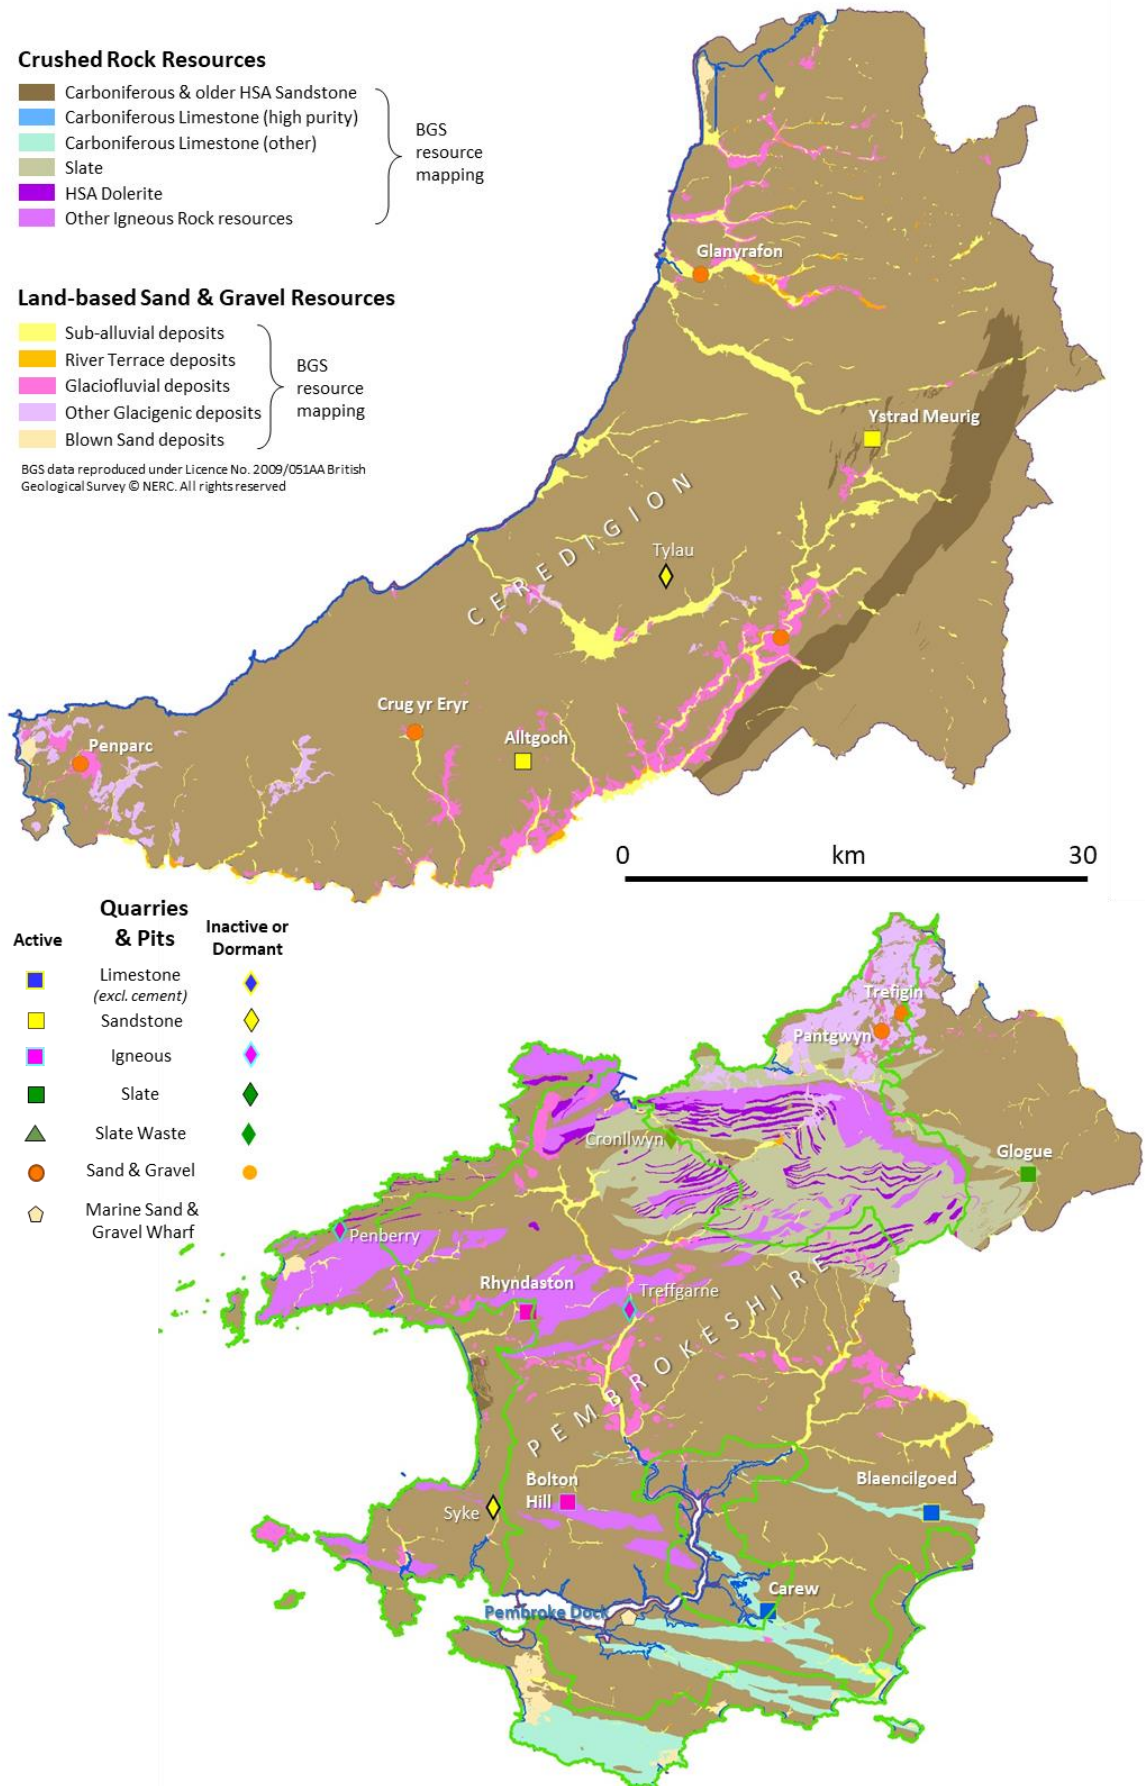 Crushed Rock Resources
Carboniferous & older HSA Sandstone
Carboniferous Limestone (high purity)
Carboniferous Limestone (other)
Slate
HSA Dolerite
Other Igneous Rock resources
BGS
resource
mapping
Land-based Sand & Gravel Resources
Sub-alluvial deposits
River Terrace deposits
Glaciofluvial deposits
Other Glacigenic deposits
Blown Sand deposits
BGS
resource
mapping
BGS data reproduced under Licence No. 2009/051AA British
Geological Survey © NERC. All rights reserved
Glanyrafon
Ystrad Meurig
CEREDIGION
Tylau
Crug yr Eryr
Alltgoch
Penparc
0 km 30
Quarries
& Pits
Active
Inactive or
Dormant
Limestone
(excl. cement)
Sandstone
Igneous
Slate
Slate Waste
Sand & Gravel
Marine Sand &
Gravel Wharf
Trefigin
Pantgwyn
Cronllwyn
Glogue
Penberry
Rhyndaston
Treffgarne
PEMBROKESHIRE
Bolton
Hill
Blaencilgoed
Syke
Carew
Pembroke Dock